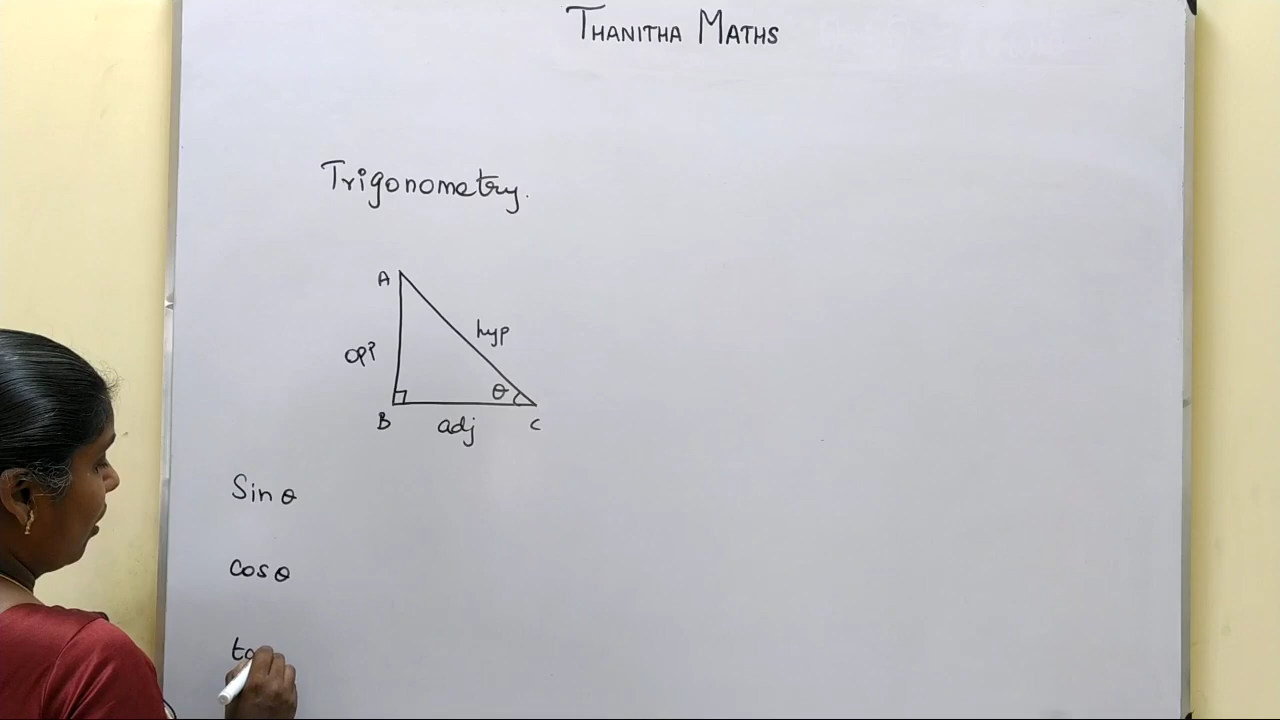 THANITHA MATHS
Trigonometry.
A
hyp
opp
θ
B
adj
C
Sin θ
cos θ